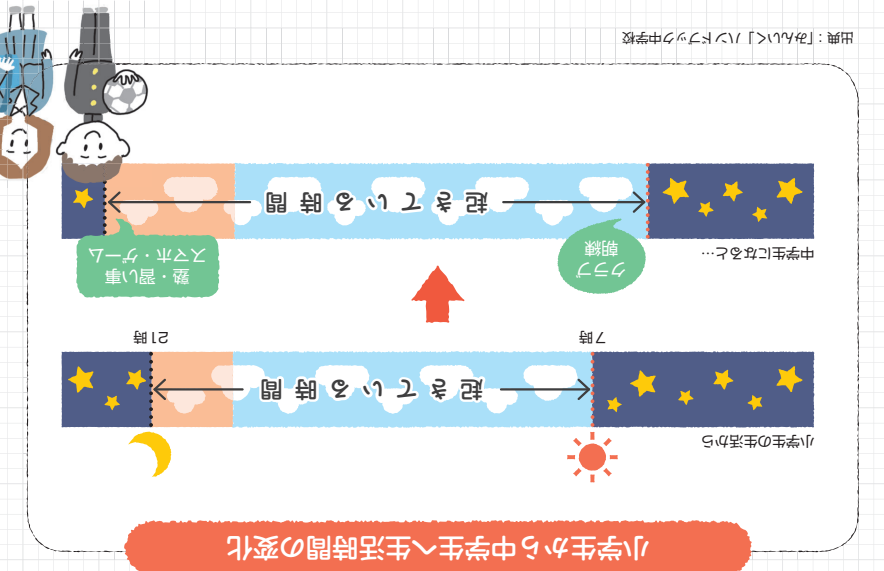 小学生から中学生へ生活時間の変化
小学生の生活から
7時
21時
起きている時間
中学生になると…
クラブ
朝練
塾・習い事
スマホ・ゲーム
起きている時間
出典：「みんいく」ハンドブック中学校